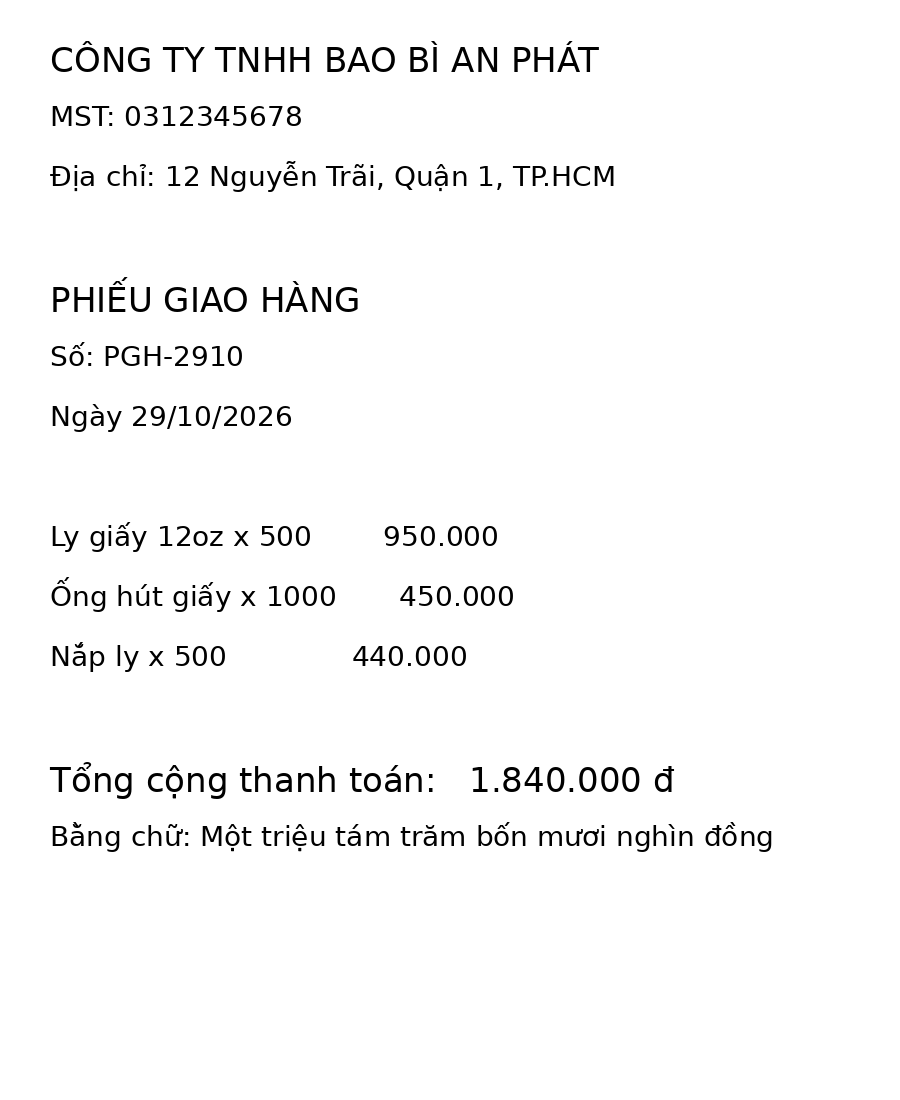 CÔNG TY TNHH BAO BÌ AN PHÁT
MST: 0312345678
Địa chỉ: 12 Nguyễn Trãi, Quận 1, TP.HCM
PHIẾU GIAO HÀNG
Số: PGH-2910
Ngày 29/10/2026
Ly giấy 12oz x 500 950.000
Ống hút giấy x 1000 450.000
Nắp ly x 500 440.000
Tổng cộng thanh toán: 1.840.000 đ
Bằng chữ: Một triệu tám trăm bốn mươi nghìn đồng